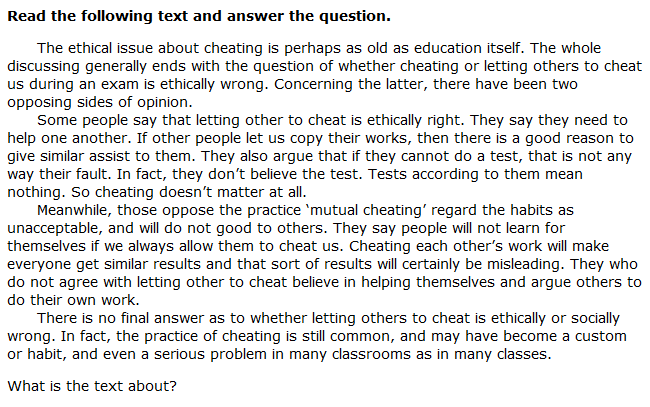 Read the following text and answer the question.
The ethical issue about cheating is perhaps as old as education itself. The whole
discussing generally ends with the question of whether cheating or letting others to cheat
us during an exam is ethically wrong. Concerning the latter, there have been two
opposing sides of opinion.
Some people say that letting other to cheat is ethically right. They say they need to
help one another. If other people let us copy their works, then there is a good reason to
give similar assist to them. They also argue that if they cannot do a test, that is not any
way their fault. In fact, they don’t believe the test. Tests according to them mean
nothing. So cheating doesn’t matter at all.
Meanwhile, those oppose the practice ‘mutual cheating’ regard the habits as
unacceptable, and will do not good to others. They say people will not learn for
themselves if we always allow them to cheat us. Cheating each other’s work will make
everyone get similar results and that sort of results will certainly be misleading. They who
do not agree with letting other to cheat believe in helping themselves and argue others to
do their own work.
There is no final answer as to whether letting others to cheat is ethically or socially
wrong. In fact, the practice of cheating is still common, and may have become a custom
or habit, and even a serious problem in many classrooms as in many classes.
What is the text about?